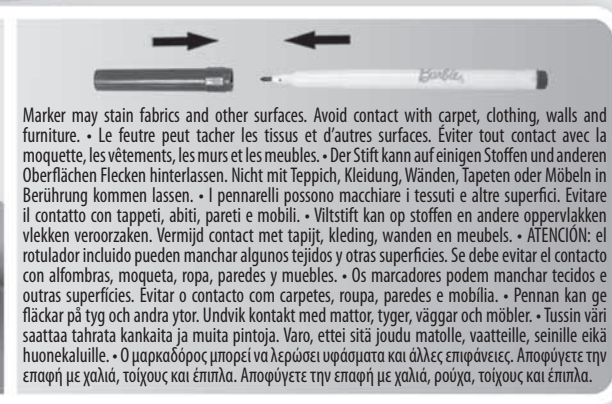 Barbie
Marker may stain fabrics and other surfaces. Avoid contact with carpet, clothing, walls and
furniture. • Le feutre peut tacher les tissus et d'autres surfaces. Éviter tout contact avec la
moquette, les vêtements, les murs et les meubles. • Der Stift kann auf einigen Stoffen und anderen
Oberflächen Flecken hinterlassen. Nicht mit Teppich, Kleidung, Wänden, Tapeten oder Möbeln in
Berührung kommen lassen. • I pennarelli possono macchiare i tessuti e altre superfici. Evitare
il contatto con tappeti, abiti, pareti e mobili. • Viltstift kan op stoffen en andere oppervlakken
vlekken veroorzaken. Vermijd contact met tapijt, kleding, wanden en meubels. • ATENCIÓN: el
rotulador incluido pueden manchar algunos tejidos y otras superficies. Se debe evitar el contacto
con alfombras, moqueta, ropa, paredes y muebles. • Os marcadores podem manchar tecidos e
outras superfícies. Evitar o contacto com carpetes, roupa, paredes e mobília. • Pennan kan ge
fläckar på tyg och andra ytor. Undvik kontakt med mattor, tyger, väggar och möbler. • Tussin väri
saattaa tahrata kankaita ja muita pintoja. Varo, ettei sitä joudu matolle, vaatteille, seinille eikä
huonekaluille. • Ο μαρκαδόρος μπορεί να λερώσει υφάσματα και άλλες επιφάνειες. Αποφύγετε την
επαφή με χαλιά, τοίχους και έπιπλα. Αποφύγετε την επαφή με χαλιά, ρούχα, τοίχους και έπιπλα.